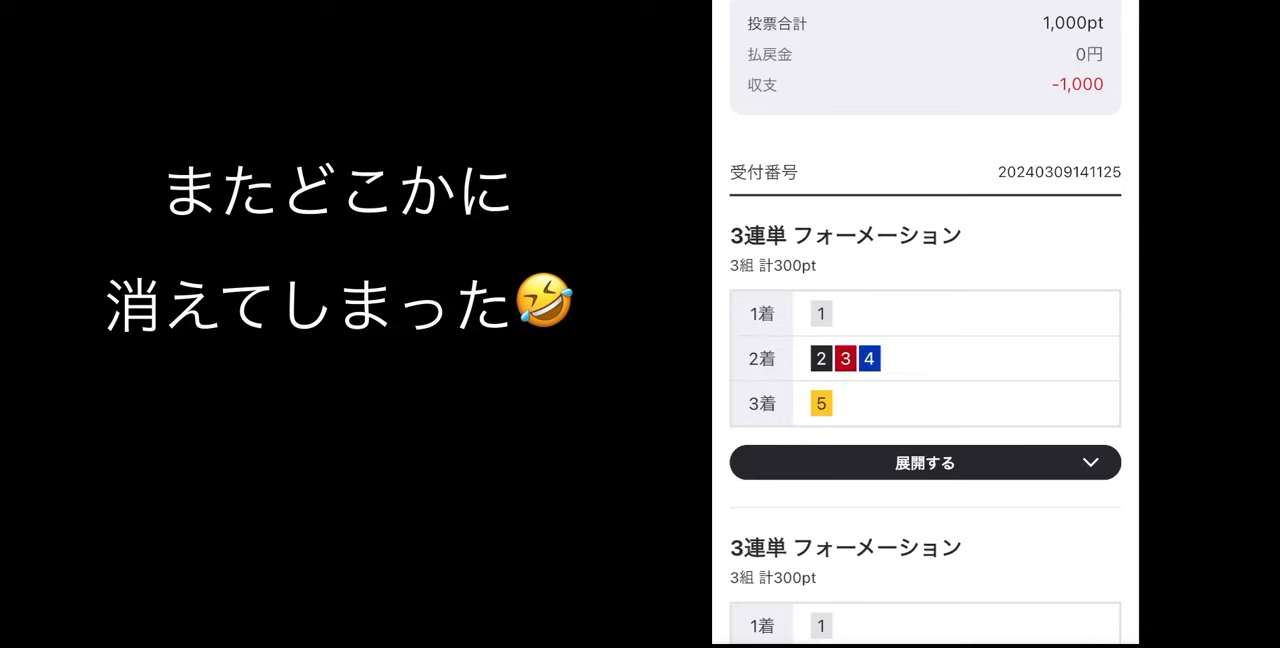 またどこかに
消えてしまった🤣
投票合計 1,000pt
払戻金 0円
収支 -1,000
受付番号 20240309141125
3連単 フォーメーション
3組 計300pt
1着 1
2着 2 3 4
3着 5
展開する
3連単 フォーメーション
3組 計300pt
1着 1